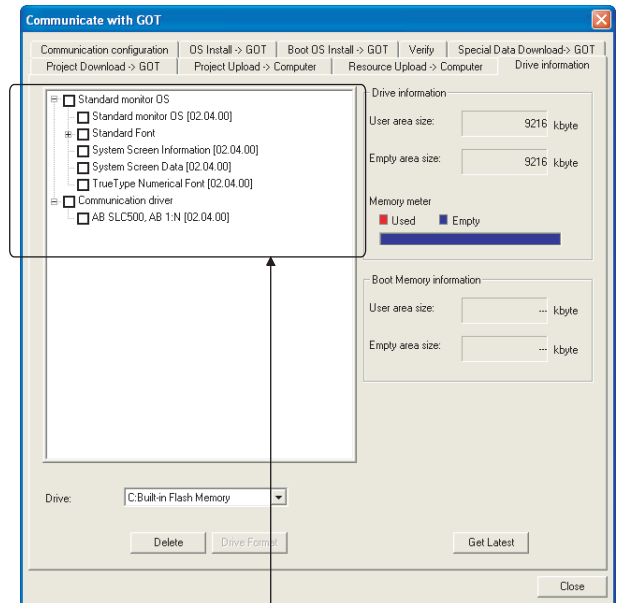 Communicate with GOT
Communication configuration OS Install -> GOT Boot OS Install -> GOT Verify Special Data Download-> GOT
Project Download -> GOT Project Upload -> Computer Resource Upload -> Computer Drive information
Standard monitor OS
Standard monitor OS [02.04.00]
Standard Font
System Screen Information [02.04.00]
System Screen Data [02.04.00]
TrueType Numerical Font [02.04.00]
Communication driver
AB SLC500, AB 1:N [02.04.00]
Drive information
User area size: 9216 kbyte
Empty area size: 9216 kbyte
Memory meter
Used Empty
Boot Memory information
User area size: --- kbyte
Empty area size: --- kbyte
Drive: C:Built-in Flash Memory
Delete Drive Format Get Latest
Close